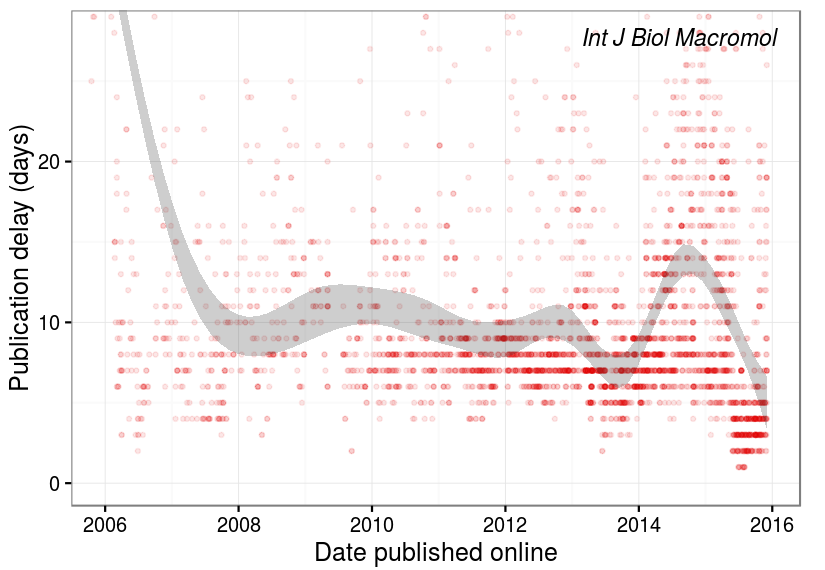 Int J Biol Macromol
Publication delay (days)
20
10
0
2006 2008 2010 2012 2014 2016
Date published online